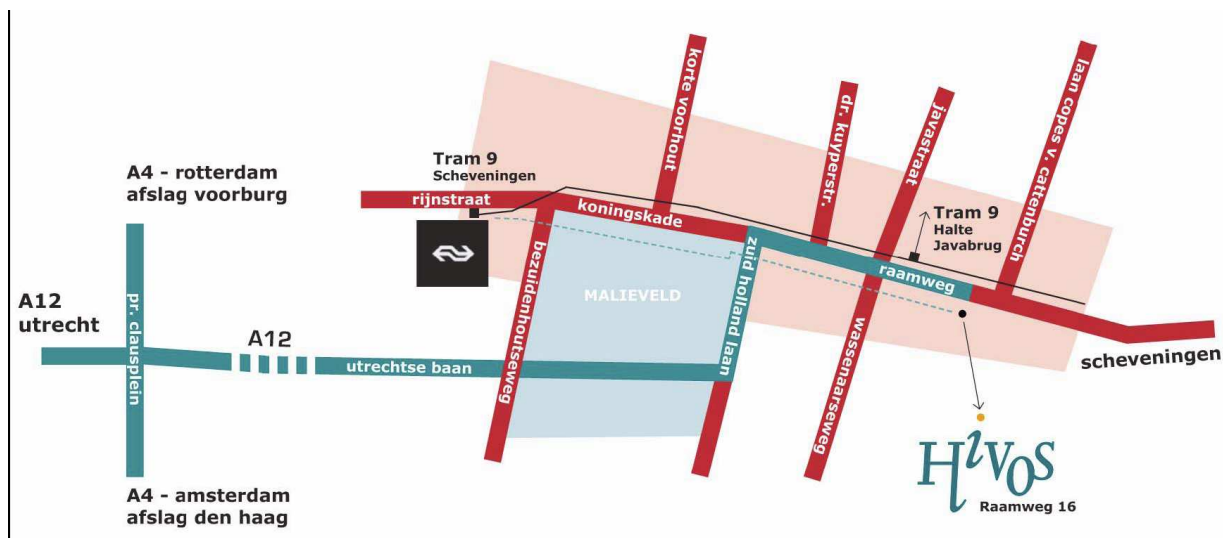 korte voorhout
dr. kuyperstr.
javastraat
laan copes v. cattenburch
Tram 9
Scheveningen
A4 - rotterdam
afslag voorburg
rijnstraat
koningskade
Tram 9
Halte
Javabrug
bezuidenhoutseweg
zuid holland laan
raamweg
MALIEVELD
A12
utrecht
pr. clausplein
A12
utrechtse baan
wassenaarseweg
scheveningen
HiVOS
Raamweg 16
A4 - amsterdam
afslag den haag